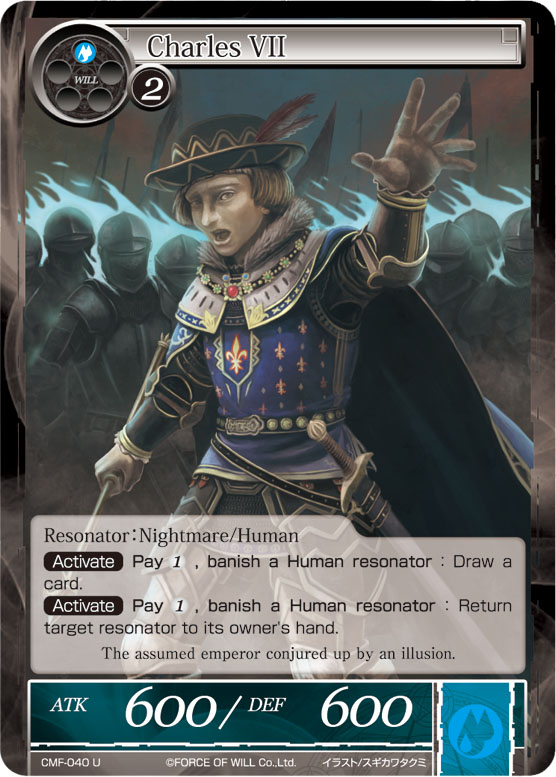 Charles VII
WILL
2
Resonator:Nightmare/Human
Activate Pay 1 , banish a Human resonator : Draw a
card.
Activate Pay 1 , banish a Human resonator : Return
target resonator to its owner's hand.
The assumed emperor conjured up by an illusion.
ATK 600 / DEF 600
CMF-040 U ©FORCE OF WILL Co.,Ltd. イラスト/スギカワタクミ